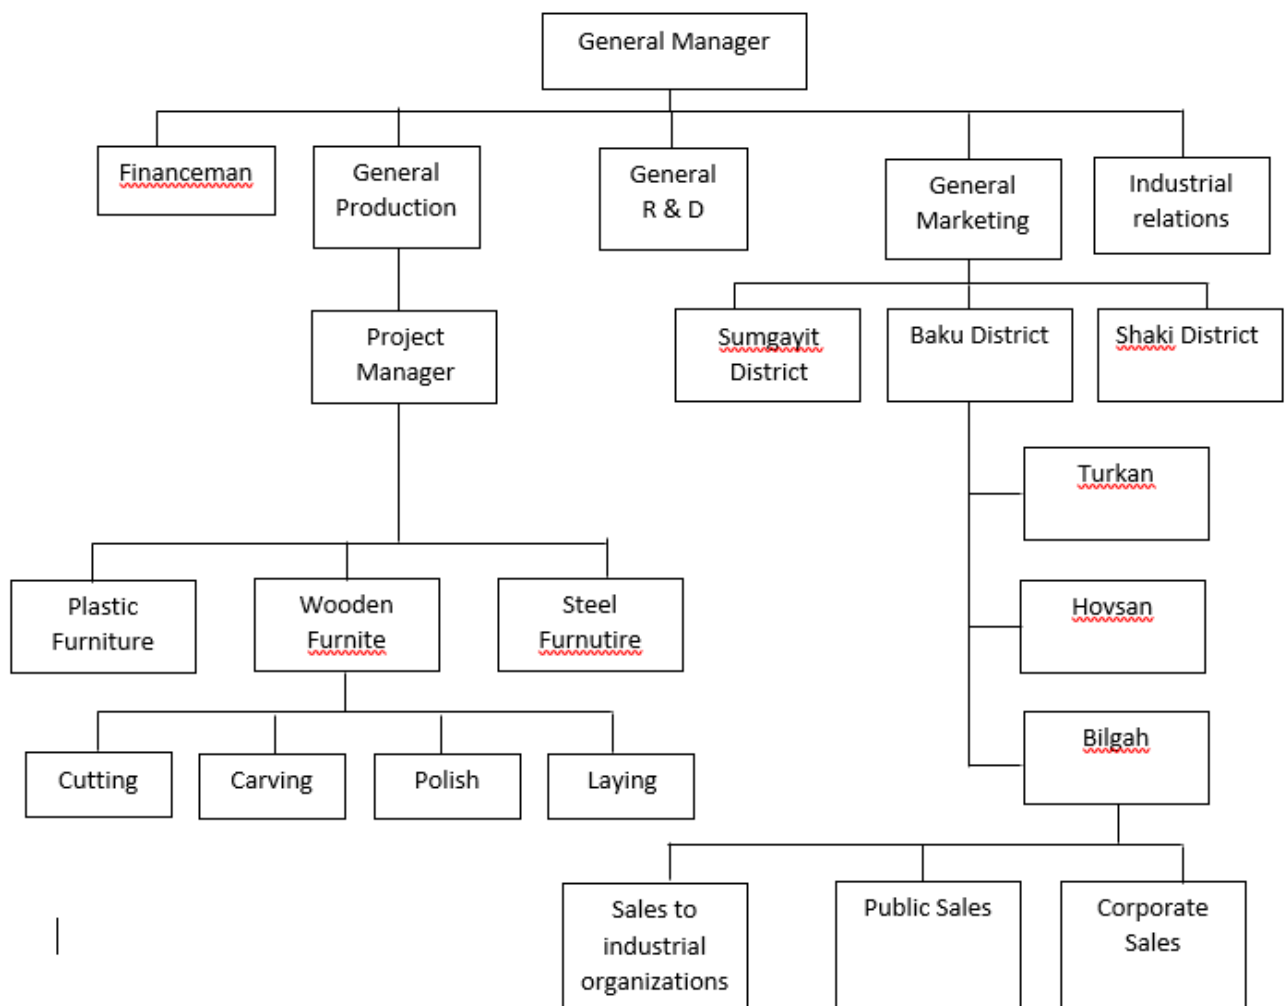 General Manager
Financeman
General
Production
General
R & D
General
Marketing
Industrial
relations
Project
Manager
Sumgayit
District
Baku District
Shaki District
Turkan
Hovsan
Bilgah
Plastic
Furniture
Wooden
Furnite
Steel
Furnutire
Cutting
Carving
Polish
Laying
Sales to
industrial
organizations
Public Sales
Corporate
Sales